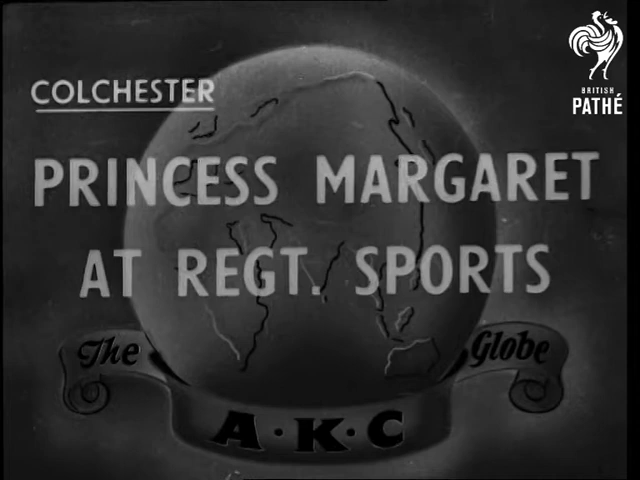 COLCHESTER
BRITISH
PATHÉ
PRINCESS MARGARET
AT REGT. SPORTS
The Globe
A·K·C